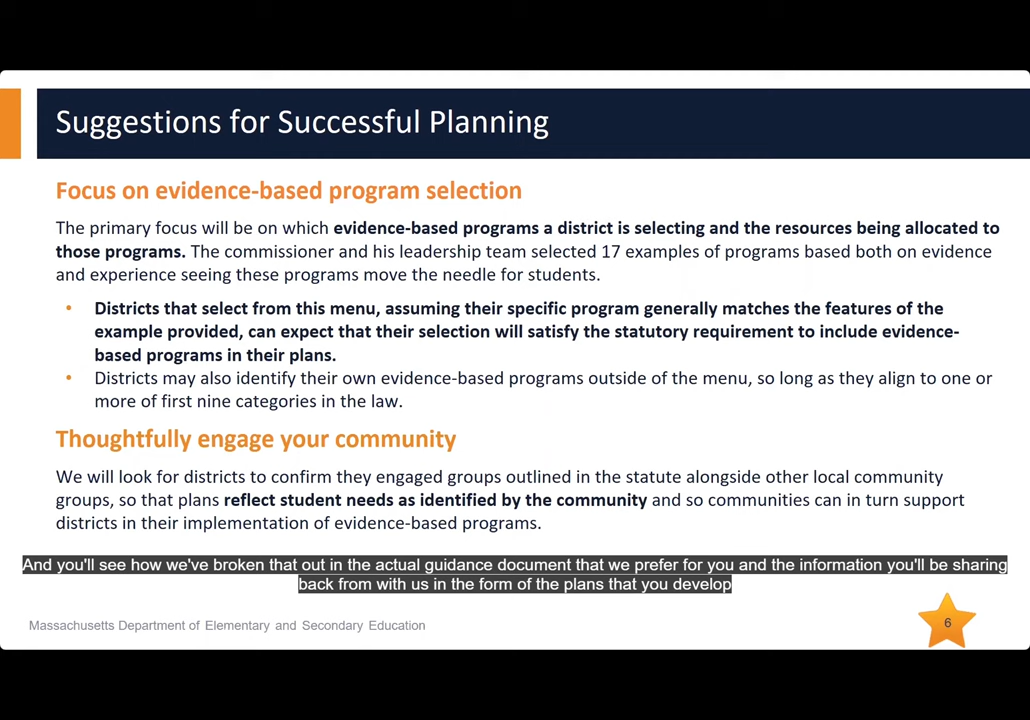 Suggestions for Successful Planning
Focus on evidence-based program selection
The primary focus will be on which evidence-based programs a district is selecting and the resources being allocated to
those programs. The commissioner and his leadership team selected 17 examples of programs based both on evidence
and experience seeing these programs move the needle for students.
• Districts that select from this menu, assuming their specific program generally matches the features of the
example provided, can expect that their selection will satisfy the statutory requirement to include evidence-
based programs in their plans.
• Districts may also identify their own evidence-based programs outside of the menu, so long as they align to one or
more of first nine categories in the law.
Thoughtfully engage your community
We will look for districts to confirm they engaged groups outlined in the statute alongside other local community
groups, so that plans reflect student needs as identified by the community and so communities can in turn support
districts in their implementation of evidence-based programs.
And you'll see how we've broken that out in the actual guidance document that we prefer for you and the information you'll be sharing
back from with us in the form of the plans that you develop
Massachusetts Department of Elementary and Secondary Education
6